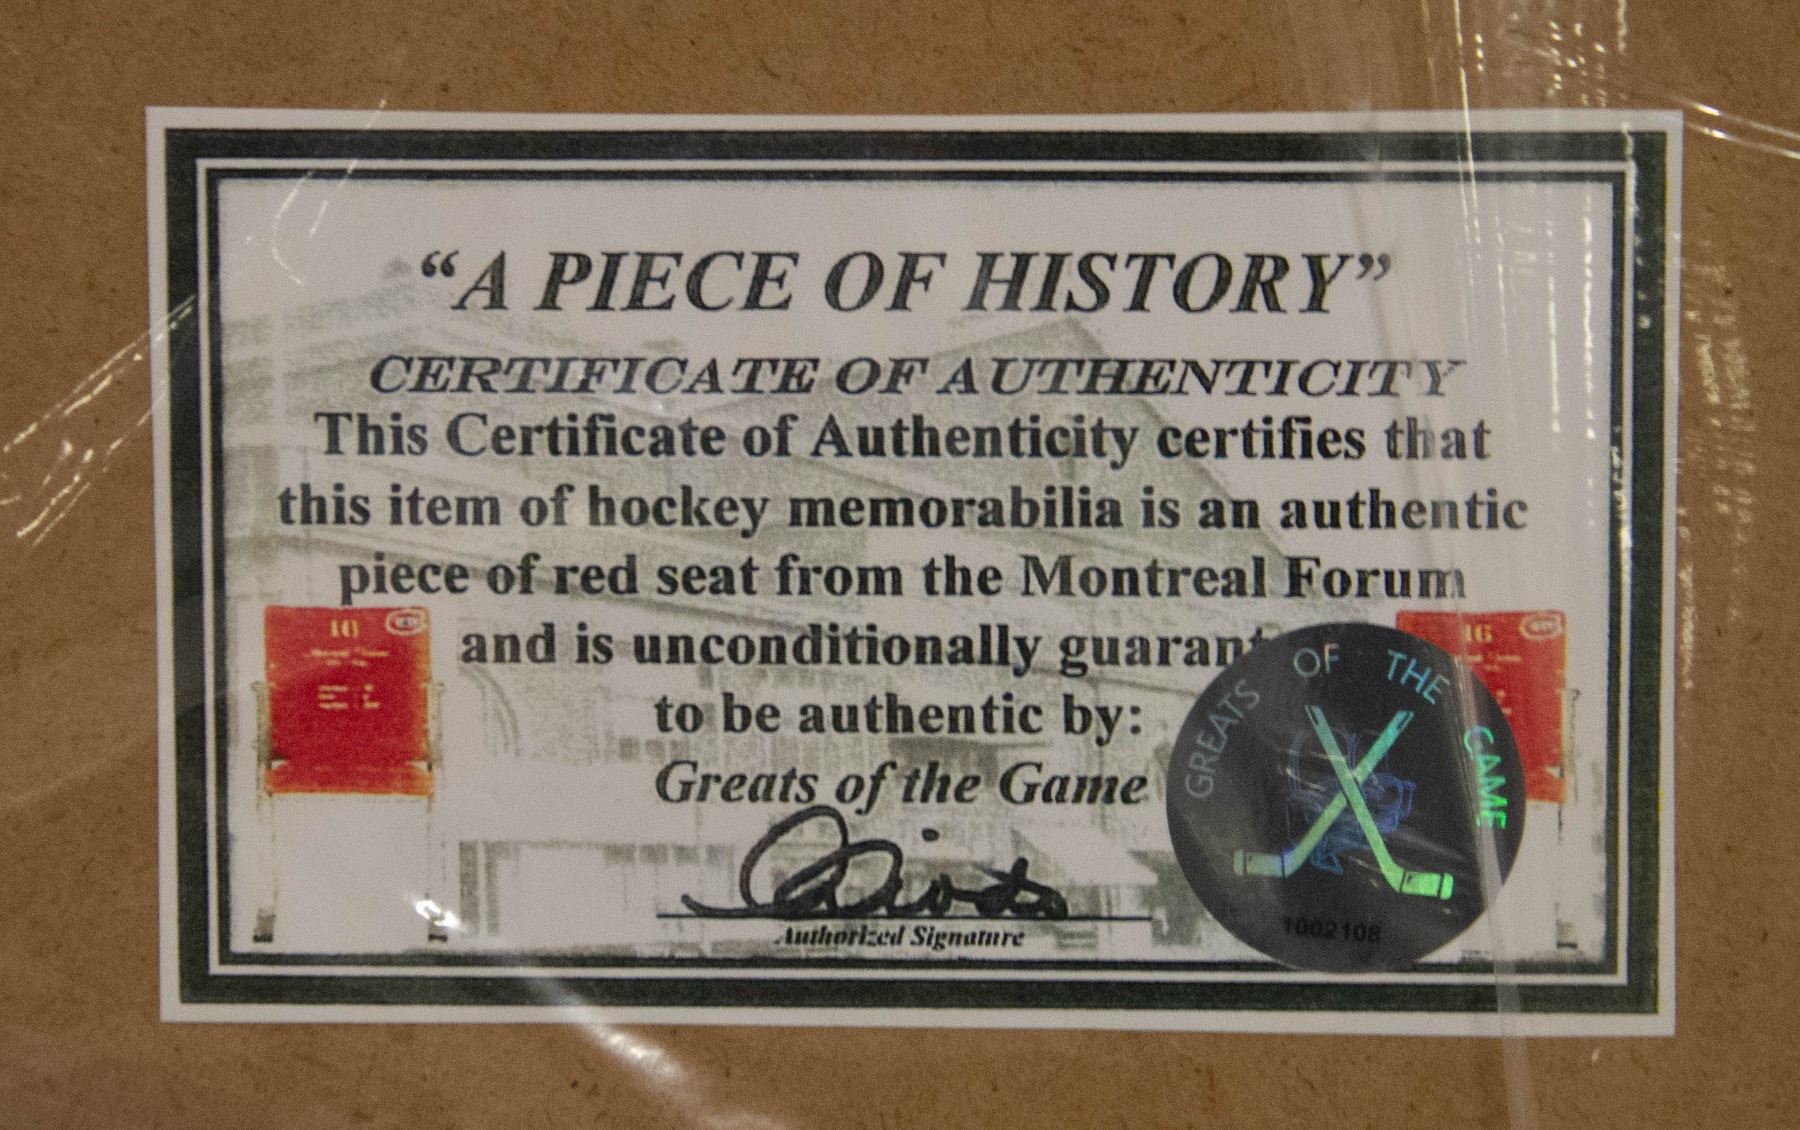 “A PIECE OF HISTORY”
CERTIFICATE OF AUTHENTICITY
This Certificate of Authenticity certifies that
this item of hockey memorabilia is an authentic
piece of red seat from the Montreal Forum
and is unconditionally guarant
to be authentic by:
Greats of the Game
Authorized Signature
16
16
GREATS OF THE GAME
1002108